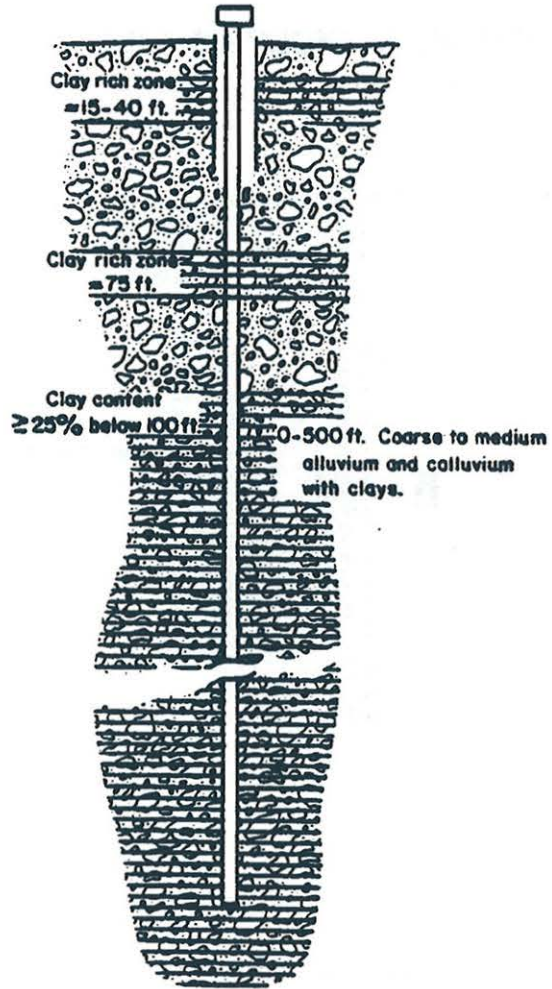 Clay rich zone
≈15-40 ft.
Clay rich zone
≈75 ft.
Clay content
≥25% below 100 ft.
0-500 ft. Coarse to medium
alluvium and colluvium
with clays.